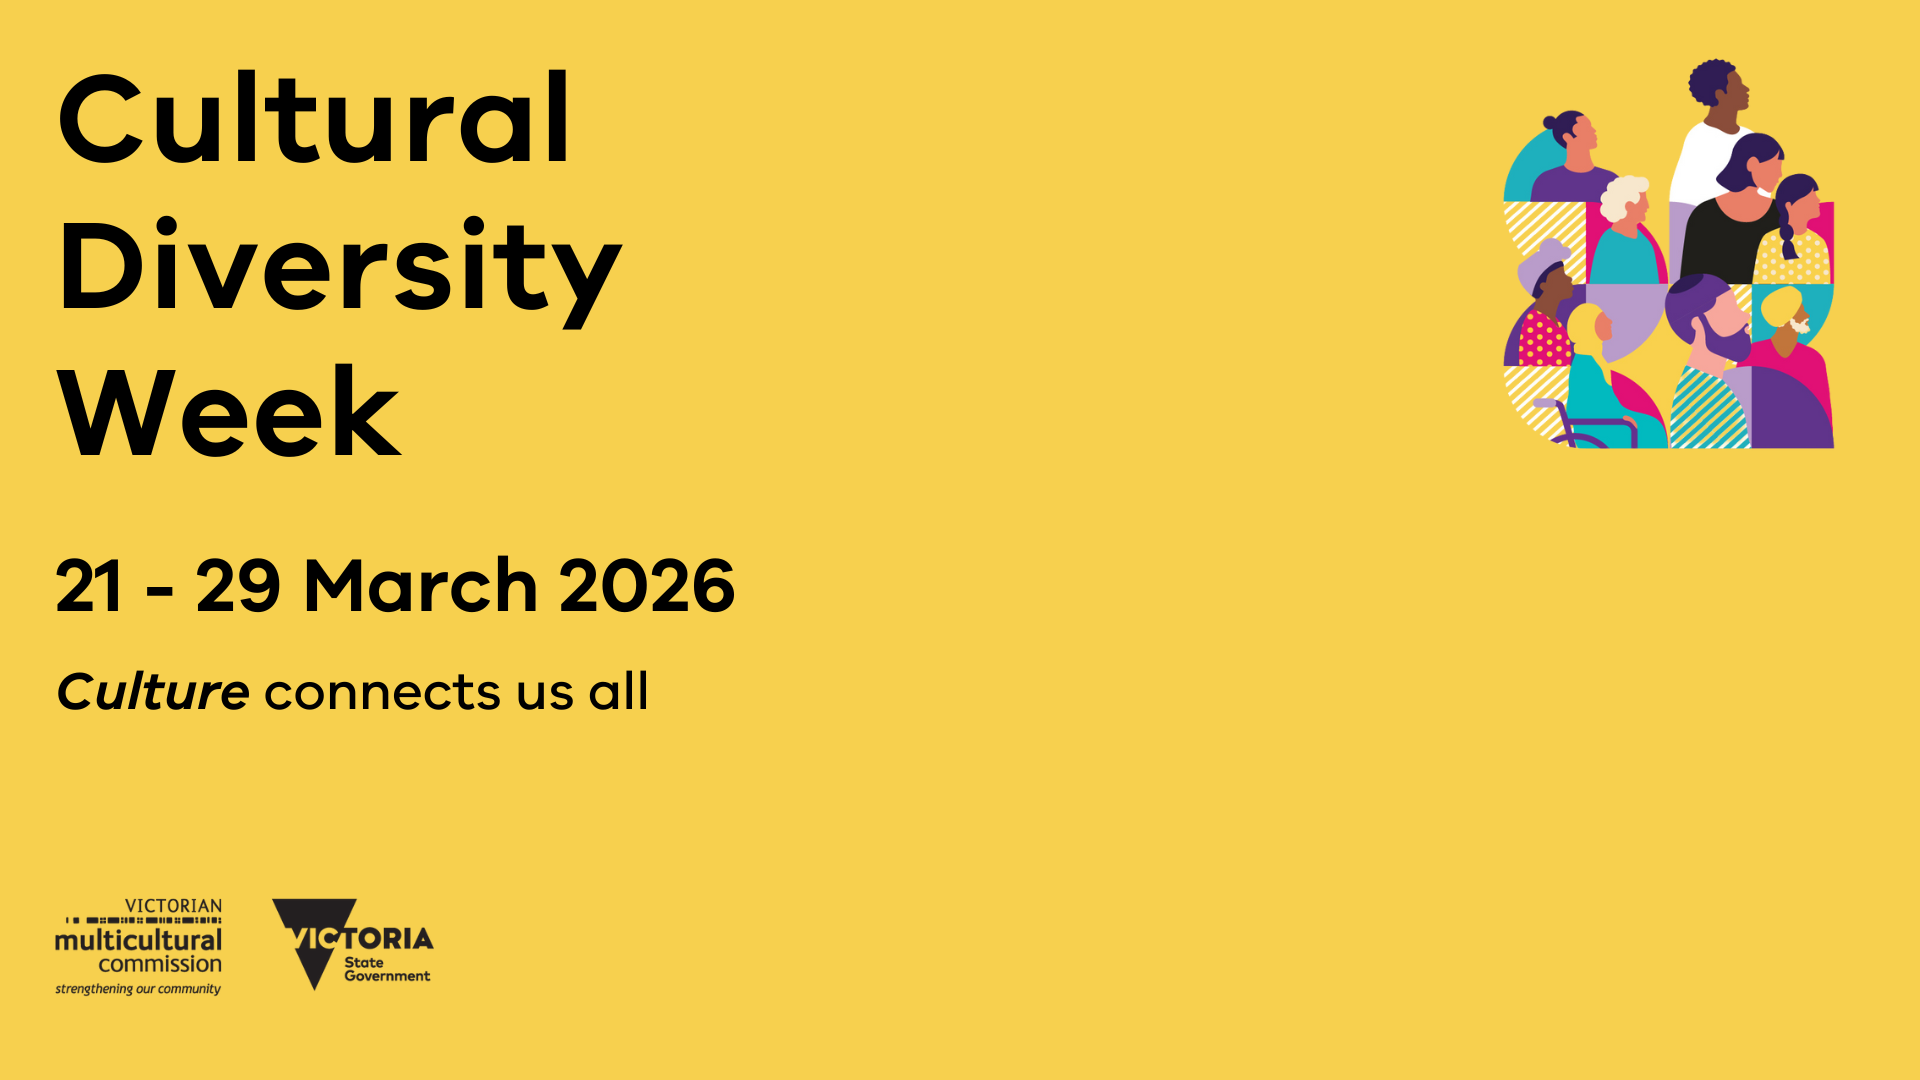 Cultural
Diversity
Week
21 - 29 March 2026
Culture connects us all
VICTORIAN
multicultural
commission
strengthening our community
VICTORIA
State
Government